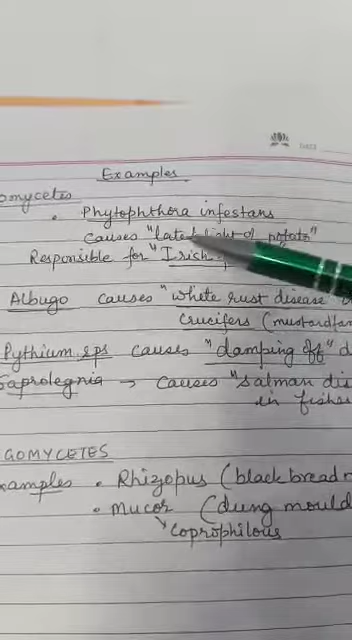 Examples
omycetes
• Phytophthora infestans
causes "late blight of potato"
Responsible for "Irish
Albugo causes "white rust disease
crucifers (mustard fam
Pythium sps causes "damping off" d
Saprolegnia → causes "Salman dis
in fishes
GOMYCETES
xamples • Rhizopus (black bread m
• Mucor (dung mould
coprophilous